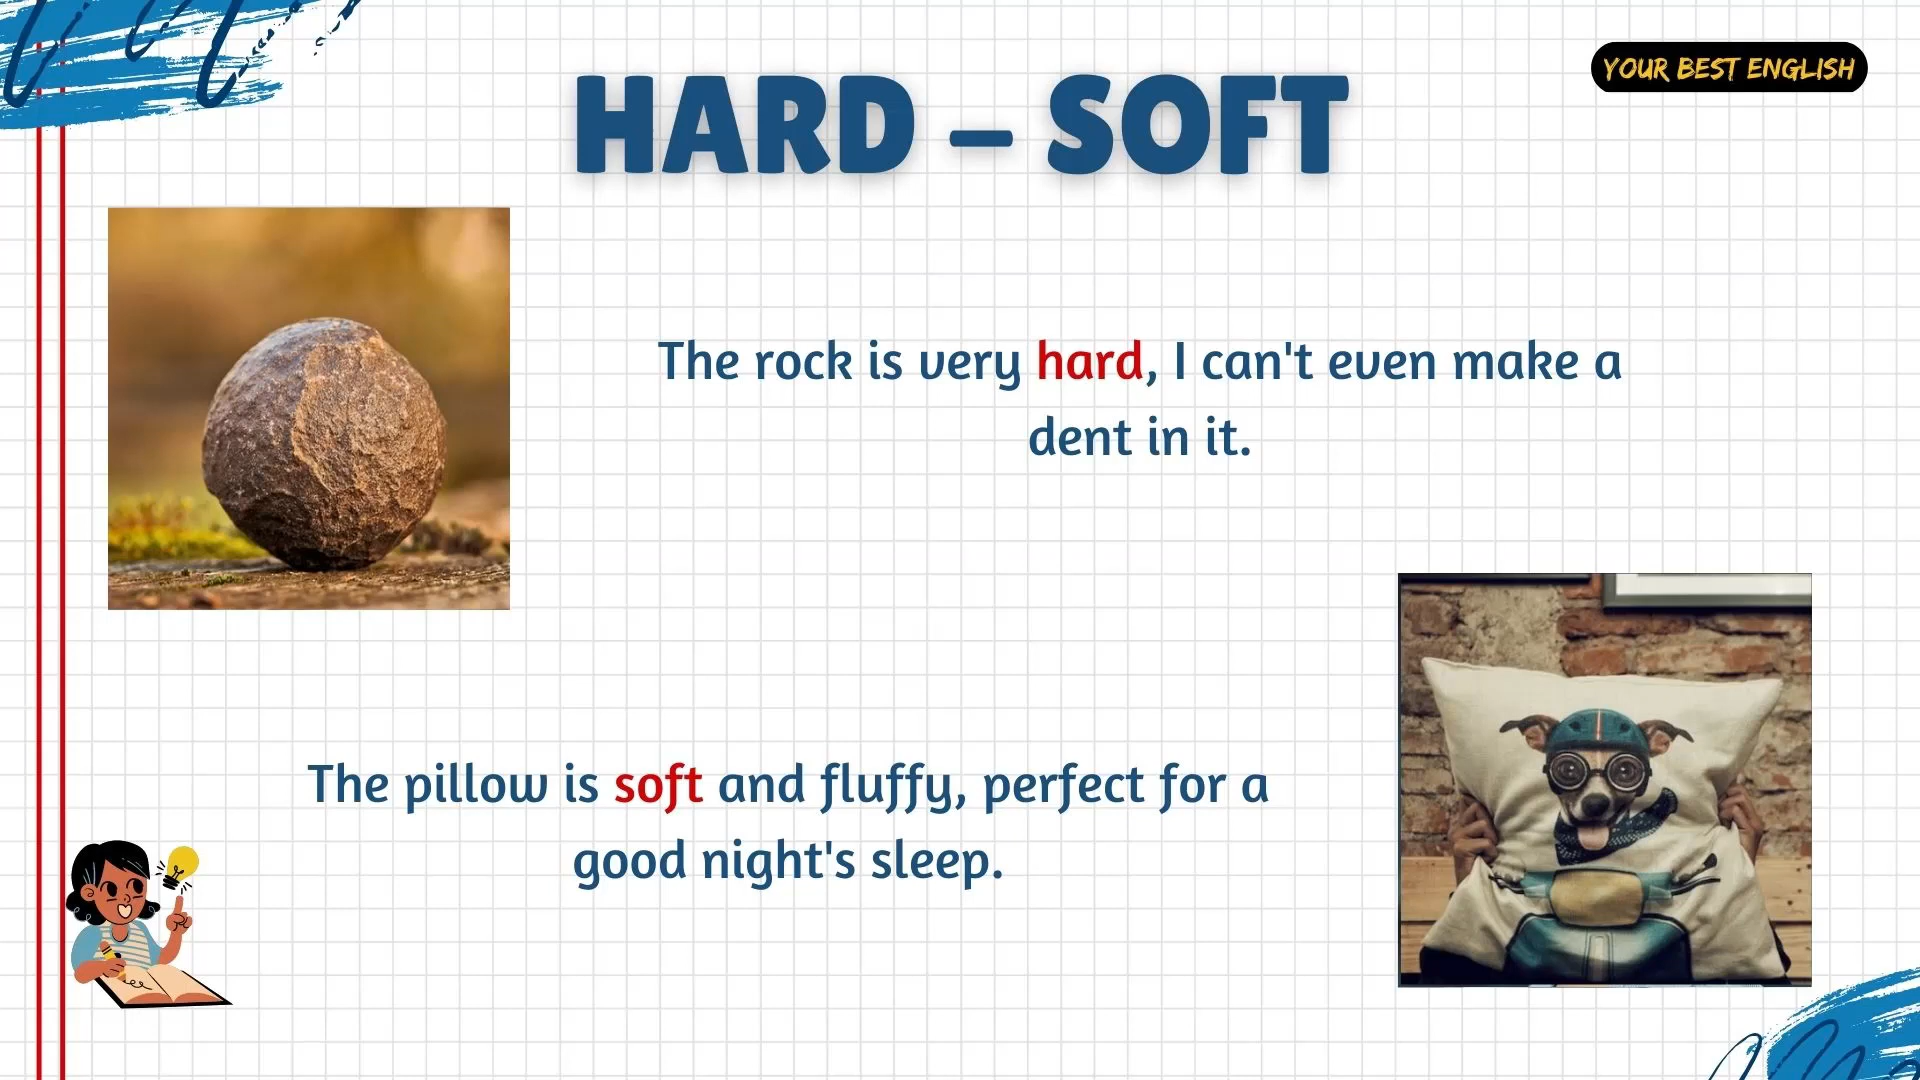 YOUR BEST ENGLISH
HARD – SOFT
The rock is very hard, I can't even make a
dent in it.
The pillow is soft and fluffy, perfect for a
good night's sleep.